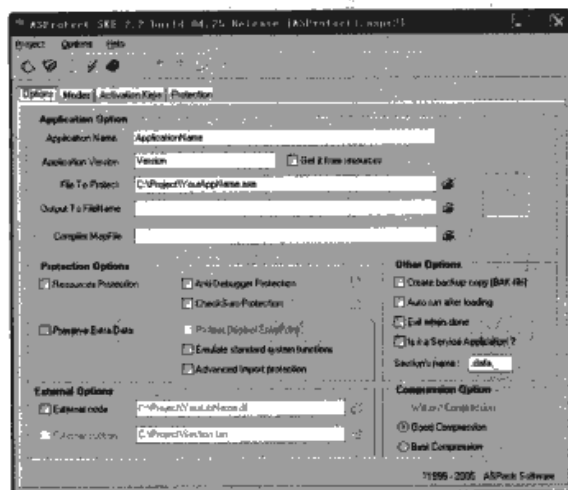 ASProtect SKE 2.2 build 04.25 Release [ASProtect1.aspr2]
Project Options Help
Options Modes Activation Keys Protection
Application Option
Application Name ApplicationName
Application Version Version Get it from resources
File To Protect C:\Project\YourAppName.exe
Output To FileName
Compiler MapFile
Protection Options
Resources Protection
Anti-Debugger Protection
CheckSum Protection
Preserve Extra Data
Protect Original EntryPoint
Emulate standard system functions
Advanced Import protection
Other Options
Create backup copy (BAK-file)
Auto run after loading
Exit when done
Is it a Service Application ?
Section's name : .data
External Options
External code C:\Project\YourLibName.dll
C:\Project\Section.bin
Compression Option
Without Compression
Good Compression
Best Compression
1999 - 2005 ASPack Software